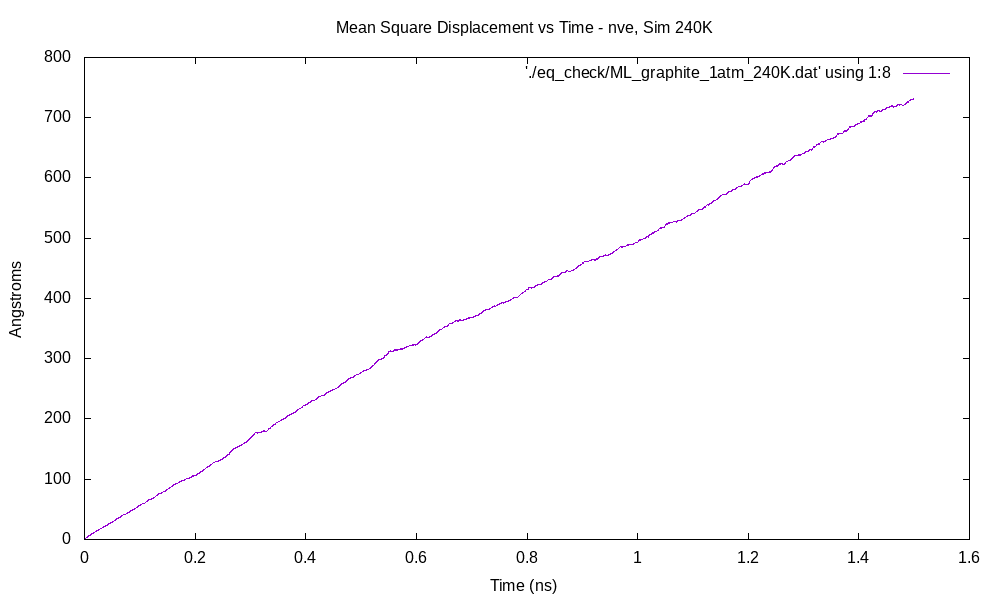 Mean Square Displacement vs Time - nve, Sim 240K
'./eq_check/ML_graphite_1atm_240K.dat' using 1:8
800
700
600
500
400
300
200
100
0
Angstroms
0 0.2 0.4 0.6 0.8 1 1.2 1.4 1.6
Time (ns)